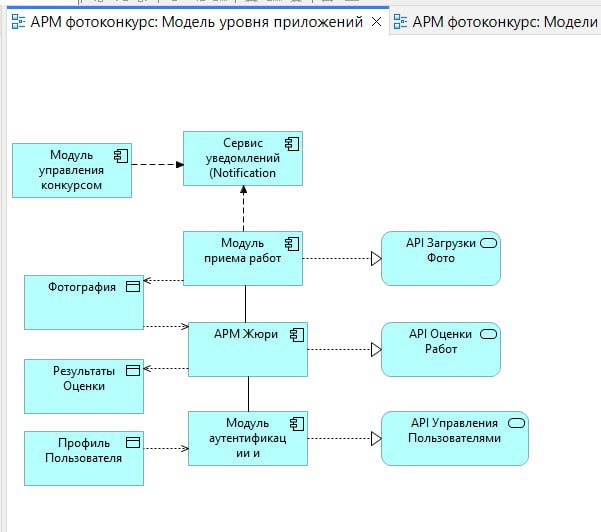 АРМ фотоконкурс: Модель уровня приложений
АРМ фотоконкурс: Модели
Модуль
управления
конкурсом
Сервис
уведомлений
(Notification
Модуль
приема работ
API Загрузки
Фото
Фотография
АРМ Жюри
API Оценки
Работ
Результаты
Оценки
Модуль
аутентификац
ии и
API Управления
Пользователями
Профиль
Пользователя